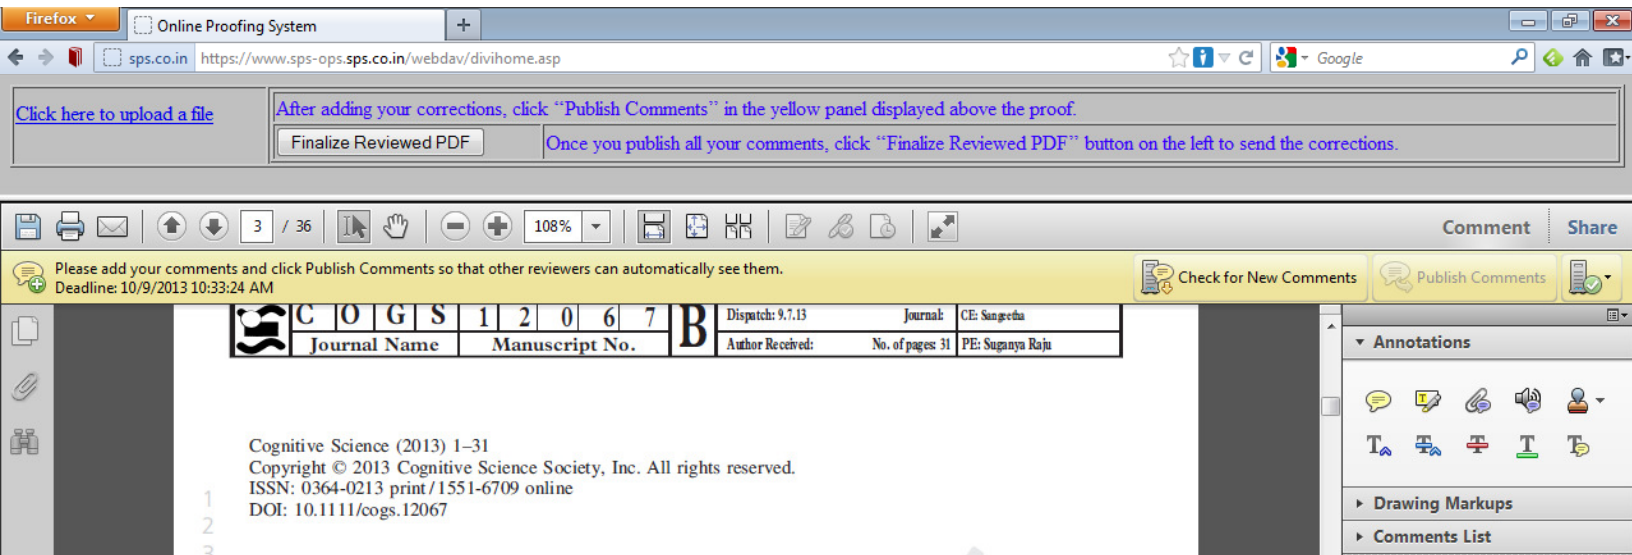 Firefox
Online Proofing System
sps.co.in https://www.sps-ops.sps.co.in/webdav/divihome.asp
Google
Click here to upload a file
After adding your corrections, click “Publish Comments” in the yellow panel displayed above the proof.
Finalize Reviewed PDF
Once you publish all your comments, click “Finalize Reviewed PDF” button on the left to send the corrections.
3 / 36
108%
Comment
Share
Please add your comments and click Publish Comments so that other reviewers can automatically see them.
Deadline: 10/9/2013 10:33:24 AM
Check for New Comments
Publish Comments
C O G S 1 2 0 6 7 B
Dispatch: 9.7.13 Journal: CE: Sangeetha
Journal Name Manuscript No.
Author Received: No. of pages: 31 PE: Suganya Raju
Annotations
Cognitive Science (2013) 1–31
Copyright © 2013 Cognitive Science Society, Inc. All rights reserved.
ISSN: 0364-0213 print / 1551-6709 online
DOI: 10.1111/cogs.12067
1
2
3
Drawing Markups
Comments List